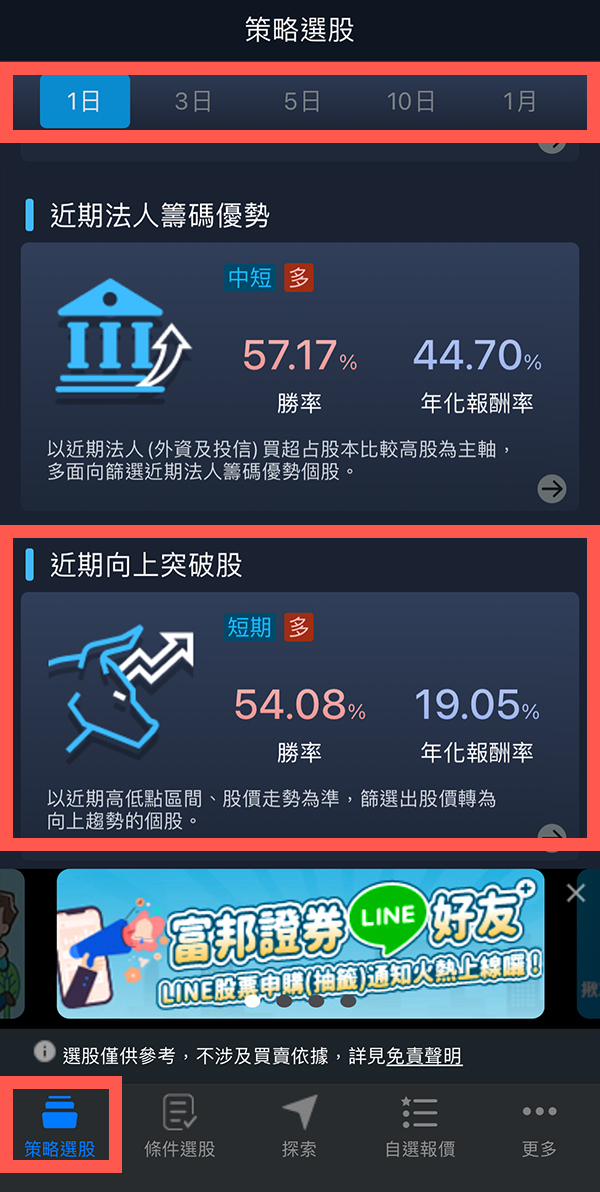 策略選股
1日 3日 5日 10日 1月
近期法人籌碼優勢
中短 多
57.17% 44.70%
勝率 年化報酬率
以近期法人(外資及投信)買超占股本比較高股為主軸，
多面向篩選近期法人籌碼優勢個股。
近期向上突破股
短期 多
54.08% 19.05%
勝率 年化報酬率
以近期高低點區間、股價走勢為準，篩選出股價轉為
向上趨勢的個股。
富邦證券 LINE 好友
LINE股票申購(抽籤)通知火熱上線囉!
揪
選股僅供參考，不涉及買賣依據，詳見免責聲明
策略選股 條件選股 探索 自選報價 更多